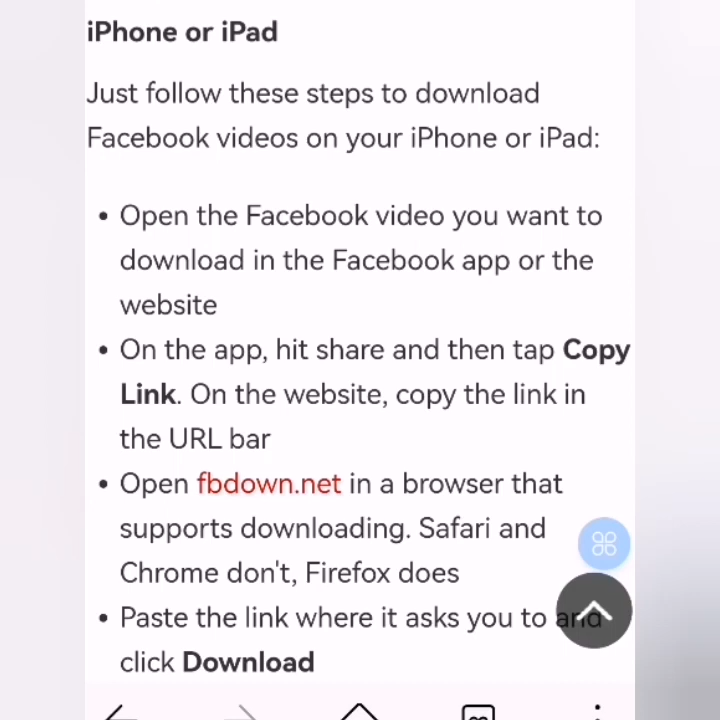 iPhone or iPad
Just follow these steps to download
Facebook videos on your iPhone or iPad:
• Open the Facebook video you want to
download in the Facebook app or the
website
• On the app, hit share and then tap Copy
Link. On the website, copy the link in
the URL bar
• Open fbdown.net in a browser that
supports downloading. Safari and
Chrome don't, Firefox does
• Paste the link where it asks you to and
click Download